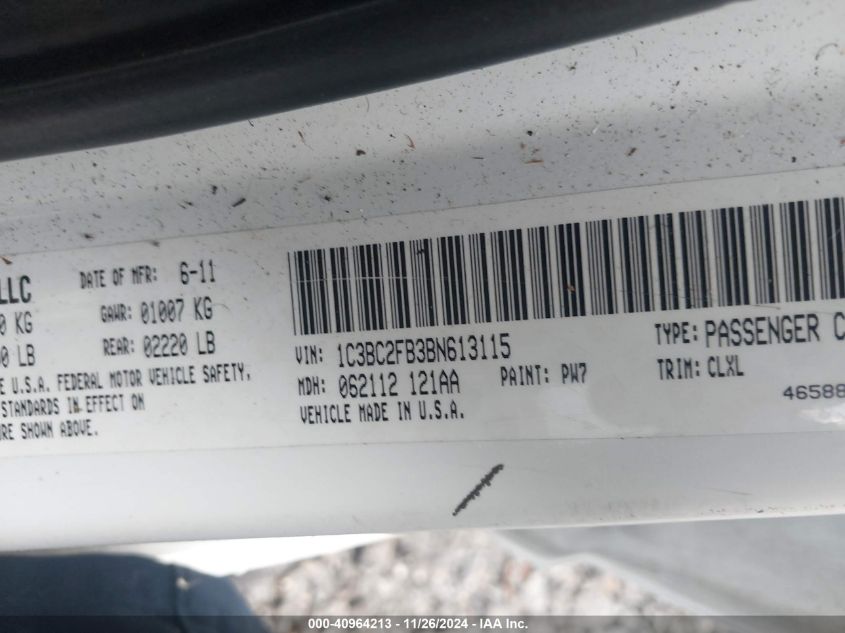 LLC DATE OF MFR: 6-11
0 KG GAWR: 01007 KG
0 LB REAR: 02220 LB
E U.S.A. FEDERAL MOTOR VEHICLE SAFETY,
STANDARDS IN EFFECT ON
URE SHOWN ABOVE.
VIN: 1C3BC2FB3BN613115
MDH: 062112 121AA PAINT: PW7
VEHICLE MADE IN U.S.A.
TYPE: PASSENGER C
TRIM: CLXL
46588
000-40964213 - 11/26/2024 - IAA Inc.